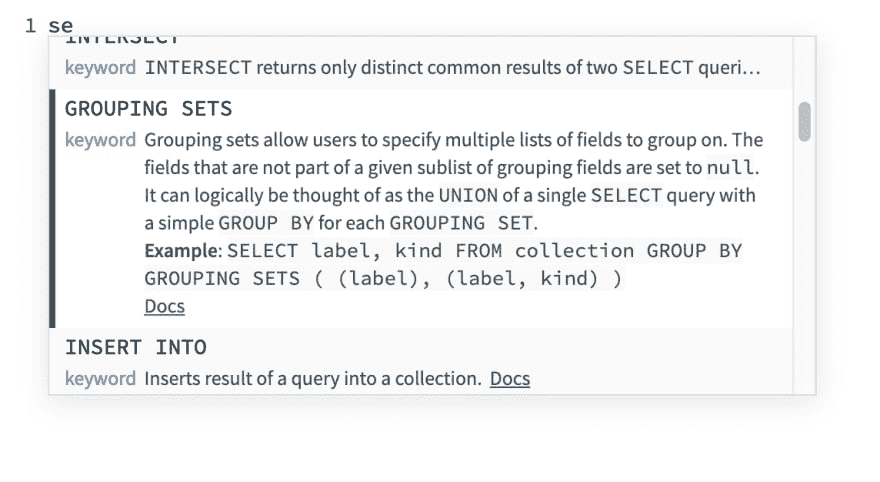 1 se
INTERSECT
keyword INTERSECT returns only distinct common results of two SELECT queri...
GROUPING SETS
keyword Grouping sets allow users to specify multiple lists of fields to group on. The
fields that are not part of a given sublist of grouping fields are set to null.
It can logically be thought of as the UNION of a single SELECT query with
a simple GROUP BY for each GROUPING SET.
Example: SELECT label, kind FROM collection GROUP BY
GROUPING SETS ( (label), (label, kind) )
Docs
INSERT INTO
keyword Inserts result of a query into a collection. Docs